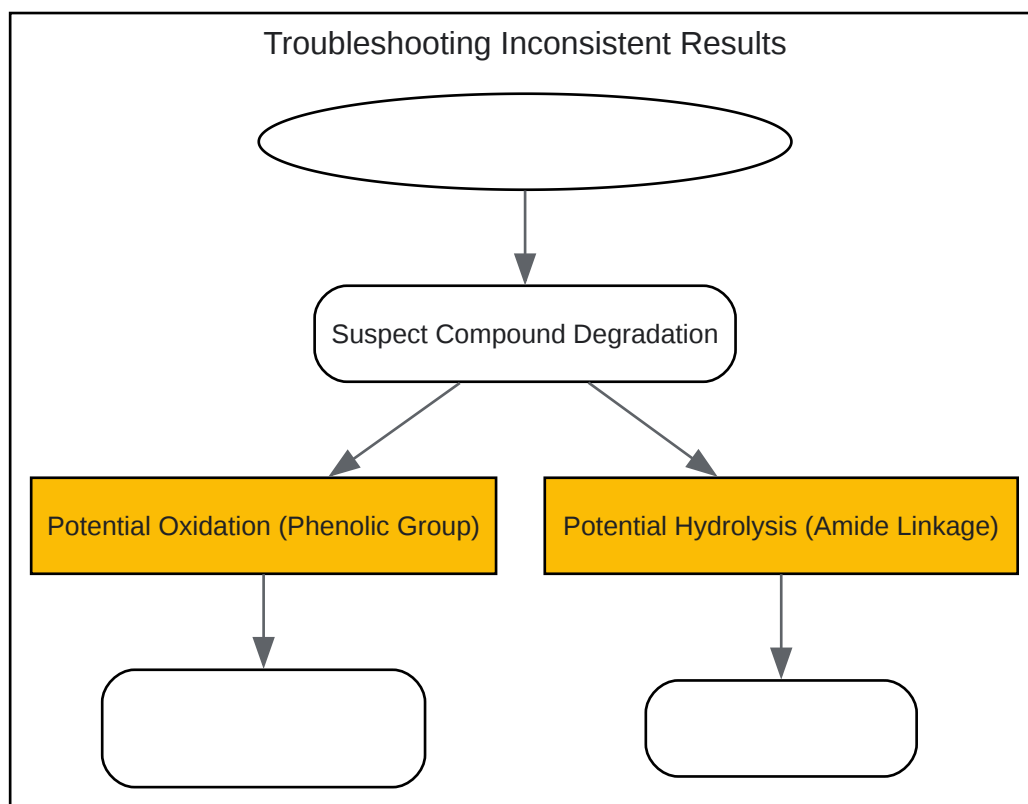 Troubleshooting Inconsistent Results
Suspect Compound Degradation
Potential Oxidation (Phenolic Group)
Potential Hydrolysis (Amide Linkage)